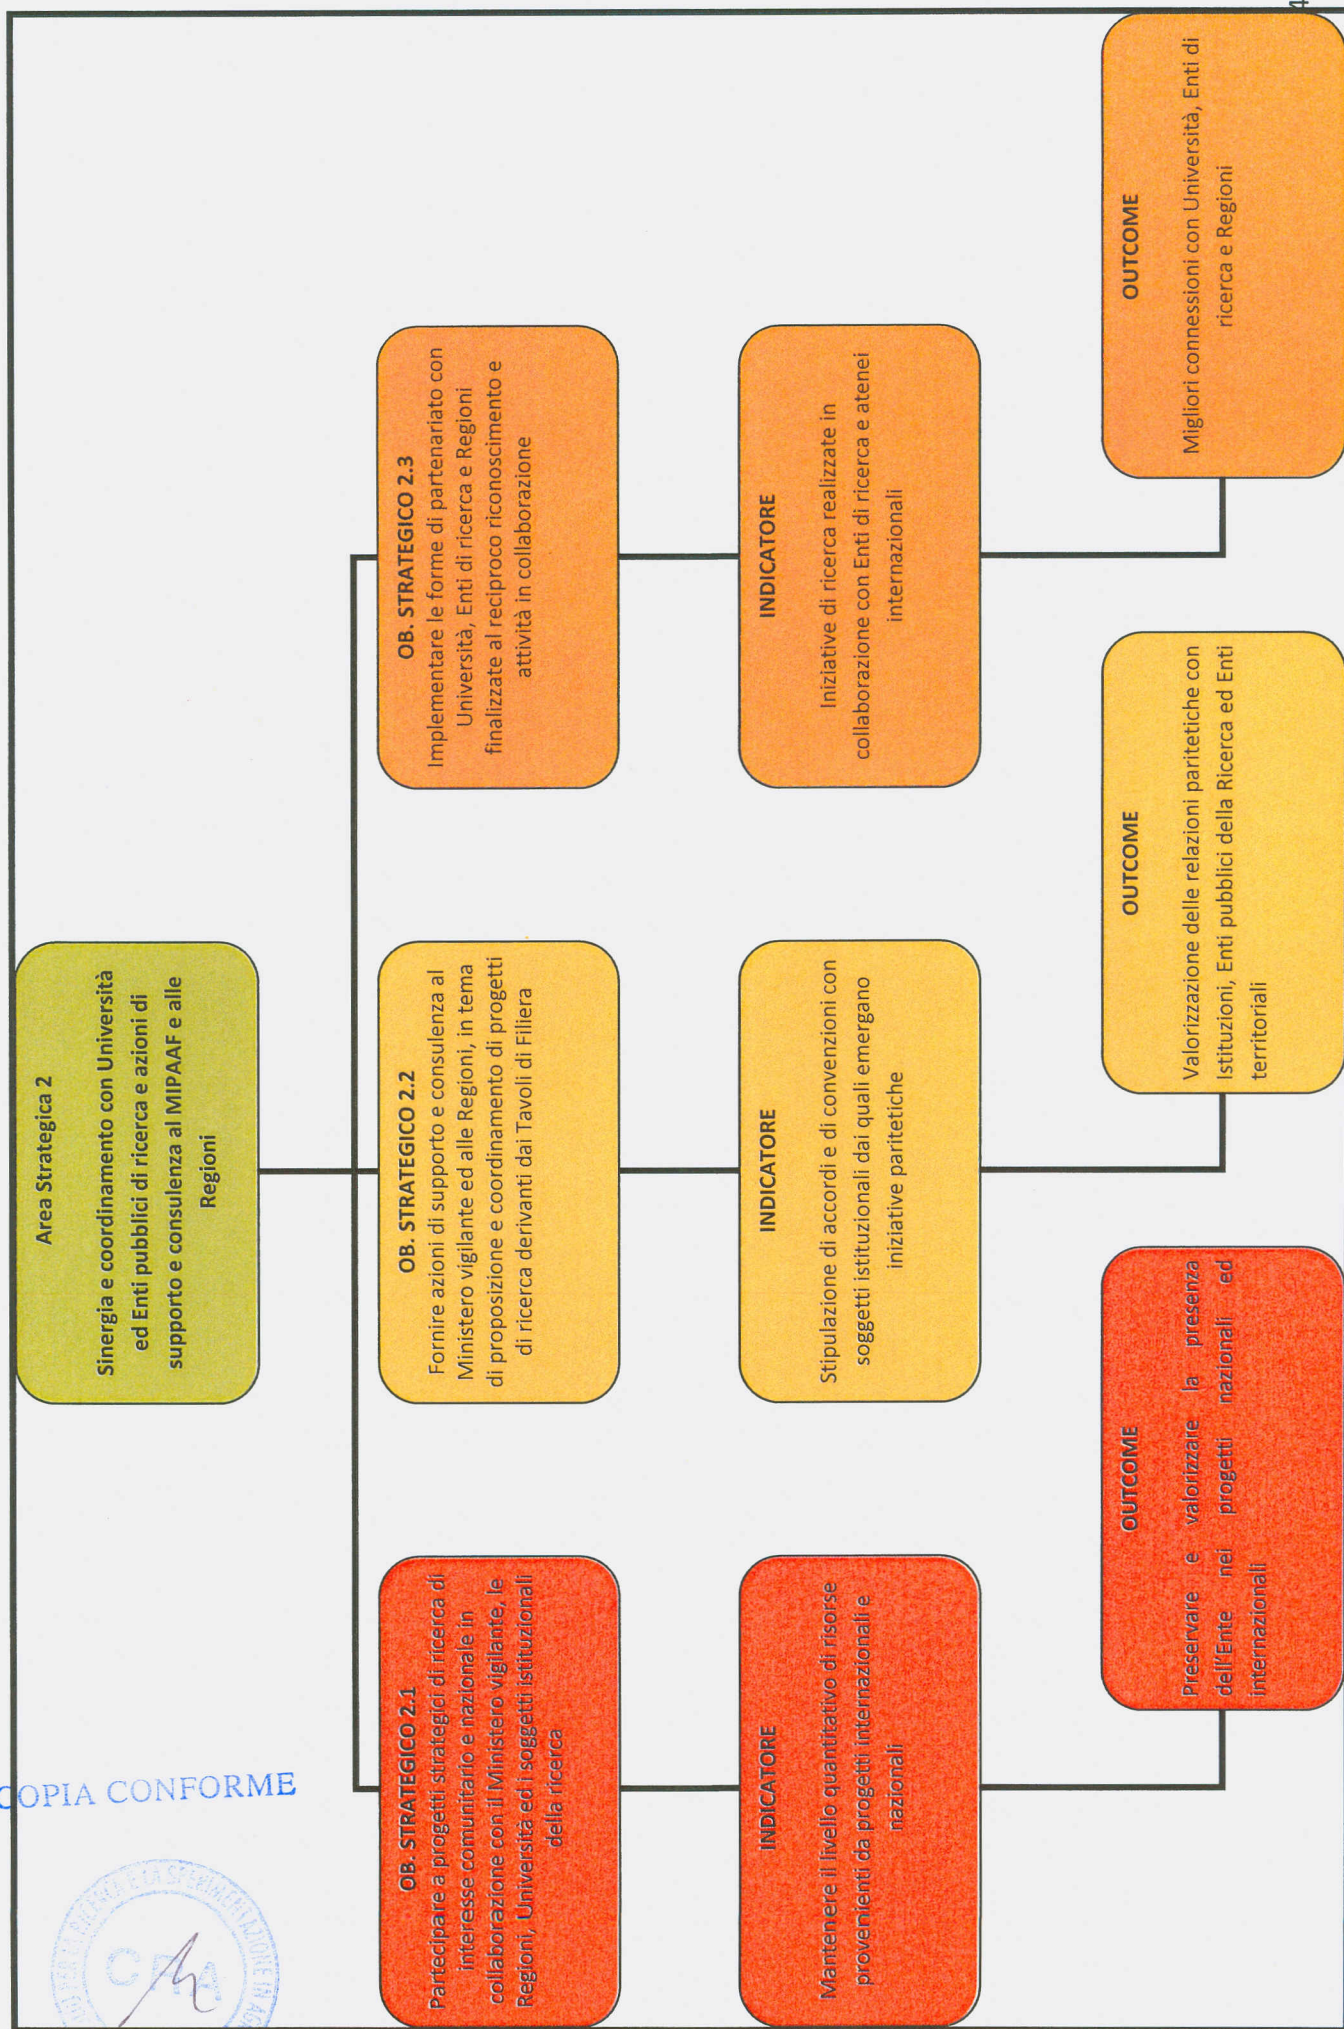 Area Strategica 2
Sinergia e coordinamento con Università
ed Enti pubblici di ricerca e azioni di
supporto e consulenza al MIPAAF e alle
Regioni
OB. STRATEGICO 2.1
Partecipare a progetti strategici di ricerca di
interesse comunitario e nazionale in
collaborazione con il Ministero vigilante, le
Regioni, Università ed i soggetti istituzionali
della ricerca
OB. STRATEGICO 2.2
Fornire azioni di supporto e consulenza al
Ministero vigilante ed alle Regioni, in tema
di proposizione e coordinamento di progetti
di ricerca derivanti dai Tavoli di Filiera
OB. STRATEGICO 2.3
Implementare le forme di partenariato con
Università, Enti di ricerca e Regioni
finalizzate al reciproco riconoscimento e
attività in collaborazione
INDICATORE
Mantenere il livello quantitativo di risorse
provenienti da progetti internazionali e
nazionali
INDICATORE
Stipulazione di accordi e di convenzioni con
soggetti istituzionali dai quali emergano
iniziative paritetiche
INDICATORE
Iniziative di ricerca realizzate in
collaborazione con Enti di ricerca e atenei
internazionali
OUTCOME
Preservare e valorizzare la presenza
dell'Ente nei progetti nazionali ed
internazionali
OUTCOME
Valorizzazione delle relazioni paritetiche con
Istituzioni, Enti pubblici della Ricerca ed Enti
territoriali
OUTCOME
Migliori connessioni con Università, Enti di
ricerca e Regioni
COPIA CONFORME
PER LA RICERCA E LA SPERIMENTAZIONE IN
CRA
4